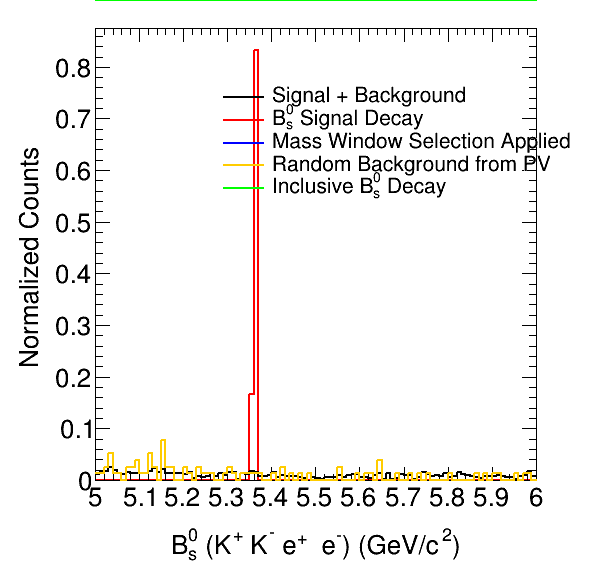 Signal + Background
B⁰ₛ Signal Decay
Mass Window Selection Applied
Random Background from PV
Inclusive B⁰ₛ Decay
Normalized Counts
0.8
0.7
0.6
0.5
0.4
0.3
0.2
0.1
0
5 5.1 5.2 5.3 5.4 5.5 5.6 5.7 5.8 5.9 6
B⁰ₛ (K⁺ K⁻ e⁺ e⁻) (GeV/c²)